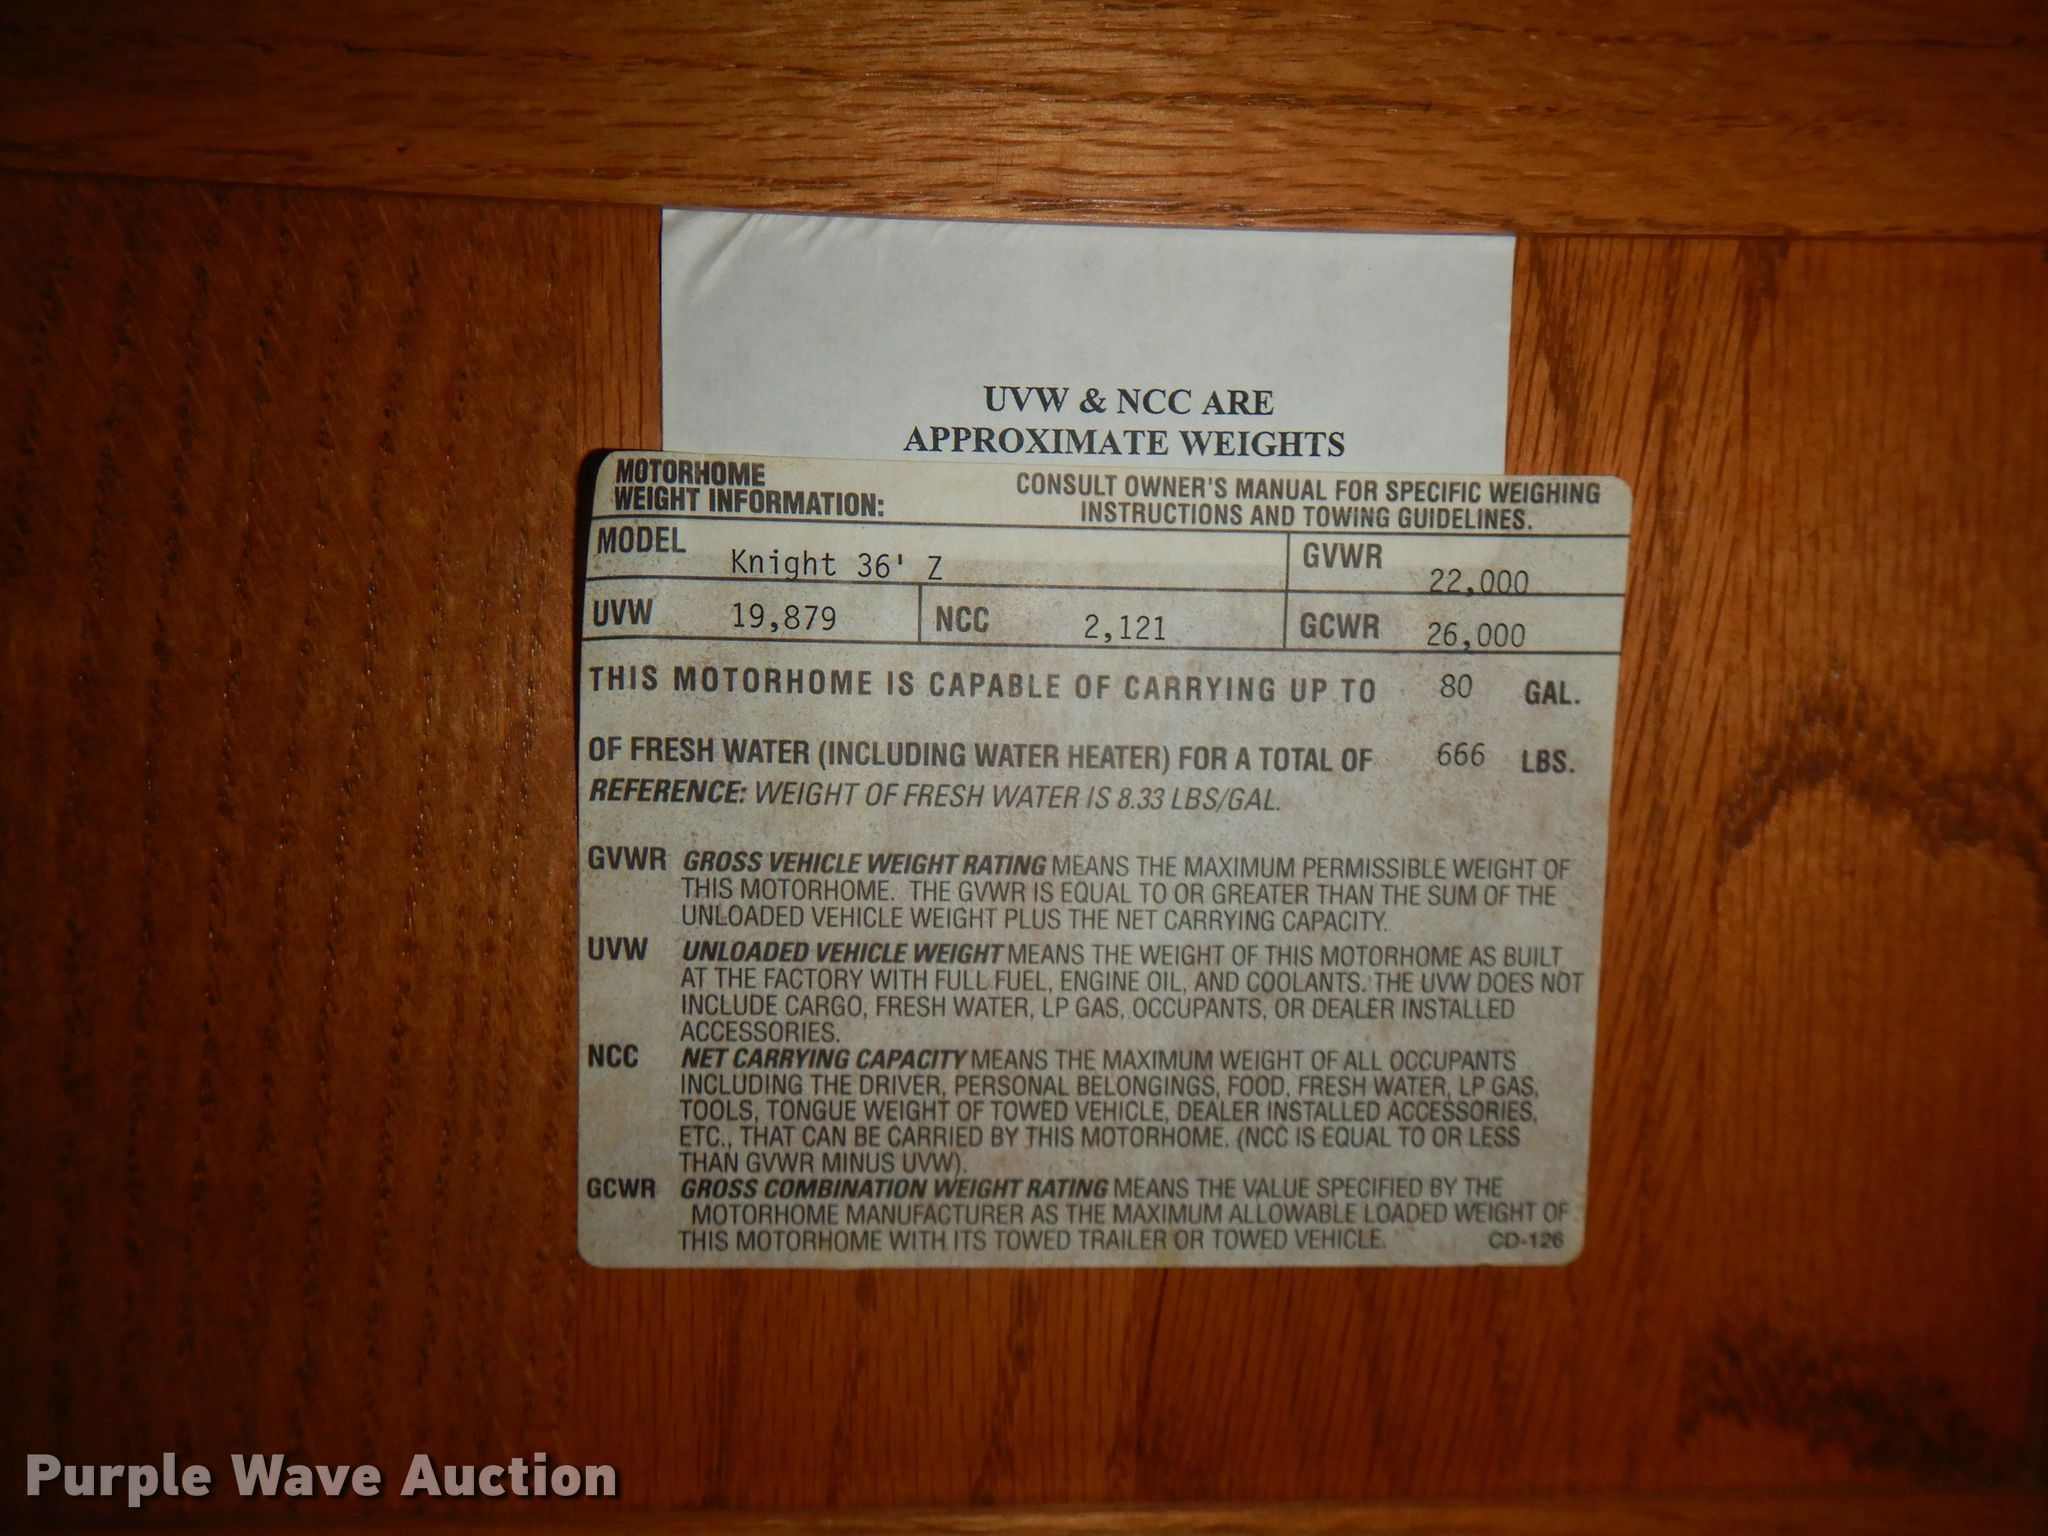 UVW & NCC ARE
APPROXIMATE WEIGHTS
MOTORHOME
WEIGHT INFORMATION:
CONSULT OWNER'S MANUAL FOR SPECIFIC WEIGHING
INSTRUCTIONS AND TOWING GUIDELINES.
MODEL Knight 36' Z GVWR 22,000
UVW 19,879 NCC 2,121 GCWR 26,000
THIS MOTORHOME IS CAPABLE OF CARRYING UP TO 80 GAL.
OF FRESH WATER (INCLUDING WATER HEATER) FOR A TOTAL OF 666 LBS.
REFERENCE: WEIGHT OF FRESH WATER IS 8.33 LBS/GAL.
GVWR GROSS VEHICLE WEIGHT RATING MEANS THE MAXIMUM PERMISSIBLE WEIGHT OF
THIS MOTORHOME. THE GVWR IS EQUAL TO OR GREATER THAN THE SUM OF THE
UNLOADED VEHICLE WEIGHT PLUS THE NET CARRYING CAPACITY.
UVW UNLOADED VEHICLE WEIGHT MEANS THE WEIGHT OF THIS MOTORHOME AS BUILT
AT THE FACTORY WITH FULL FUEL, ENGINE OIL, AND COOLANTS. THE UVW DOES NOT
INCLUDE CARGO, FRESH WATER, LP GAS, OCCUPANTS, OR DEALER INSTALLED
ACCESSORIES.
NCC NET CARRYING CAPACITY MEANS THE MAXIMUM WEIGHT OF ALL OCCUPANTS
INCLUDING THE DRIVER, PERSONAL BELONGINGS, FOOD, FRESH WATER, LP GAS,
TOOLS, TONGUE WEIGHT OF TOWED VEHICLE, DEALER INSTALLED ACCESSORIES,
ETC., THAT CAN BE CARRIED BY THIS MOTORHOME. (NCC IS EQUAL TO OR LESS
THAN GVWR MINUS UVW).
GCWR GROSS COMBINATION WEIGHT RATING MEANS THE VALUE SPECIFIED BY THE
MOTORHOME MANUFACTURER AS THE MAXIMUM ALLOWABLE LOADED WEIGHT OF
THIS MOTORHOME WITH ITS TOWED TRAILER OR TOWED VEHICLE. CD-126
Purple Wave Auction